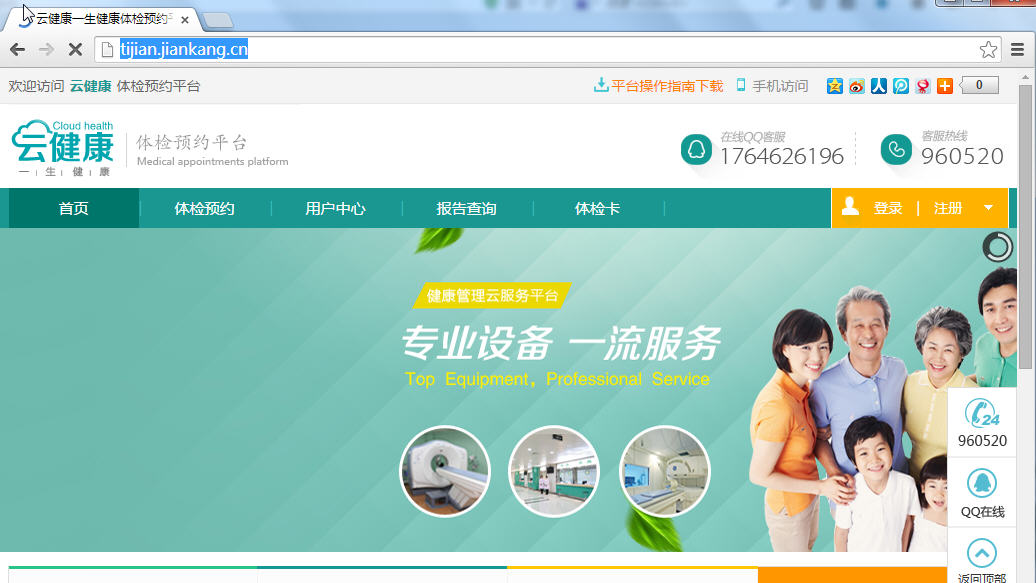 云健康一生健康体检预约
tijian.jiankang.cn
欢迎访问 云健康 体检预约平台
平台操作指南下载 手机访问
0
Cloud health
云健康
一 生 健 康
体检预约平台
Medical appointments platform
在线QQ客服
1764626196
客服热线
960520
首页 体检预约 用户中心 报告查询 体检卡 登录 注册
健康管理云服务平台
专业设备 一流服务
Top Equipment, Professional Service
24
960520
QQ在线
返回顶部